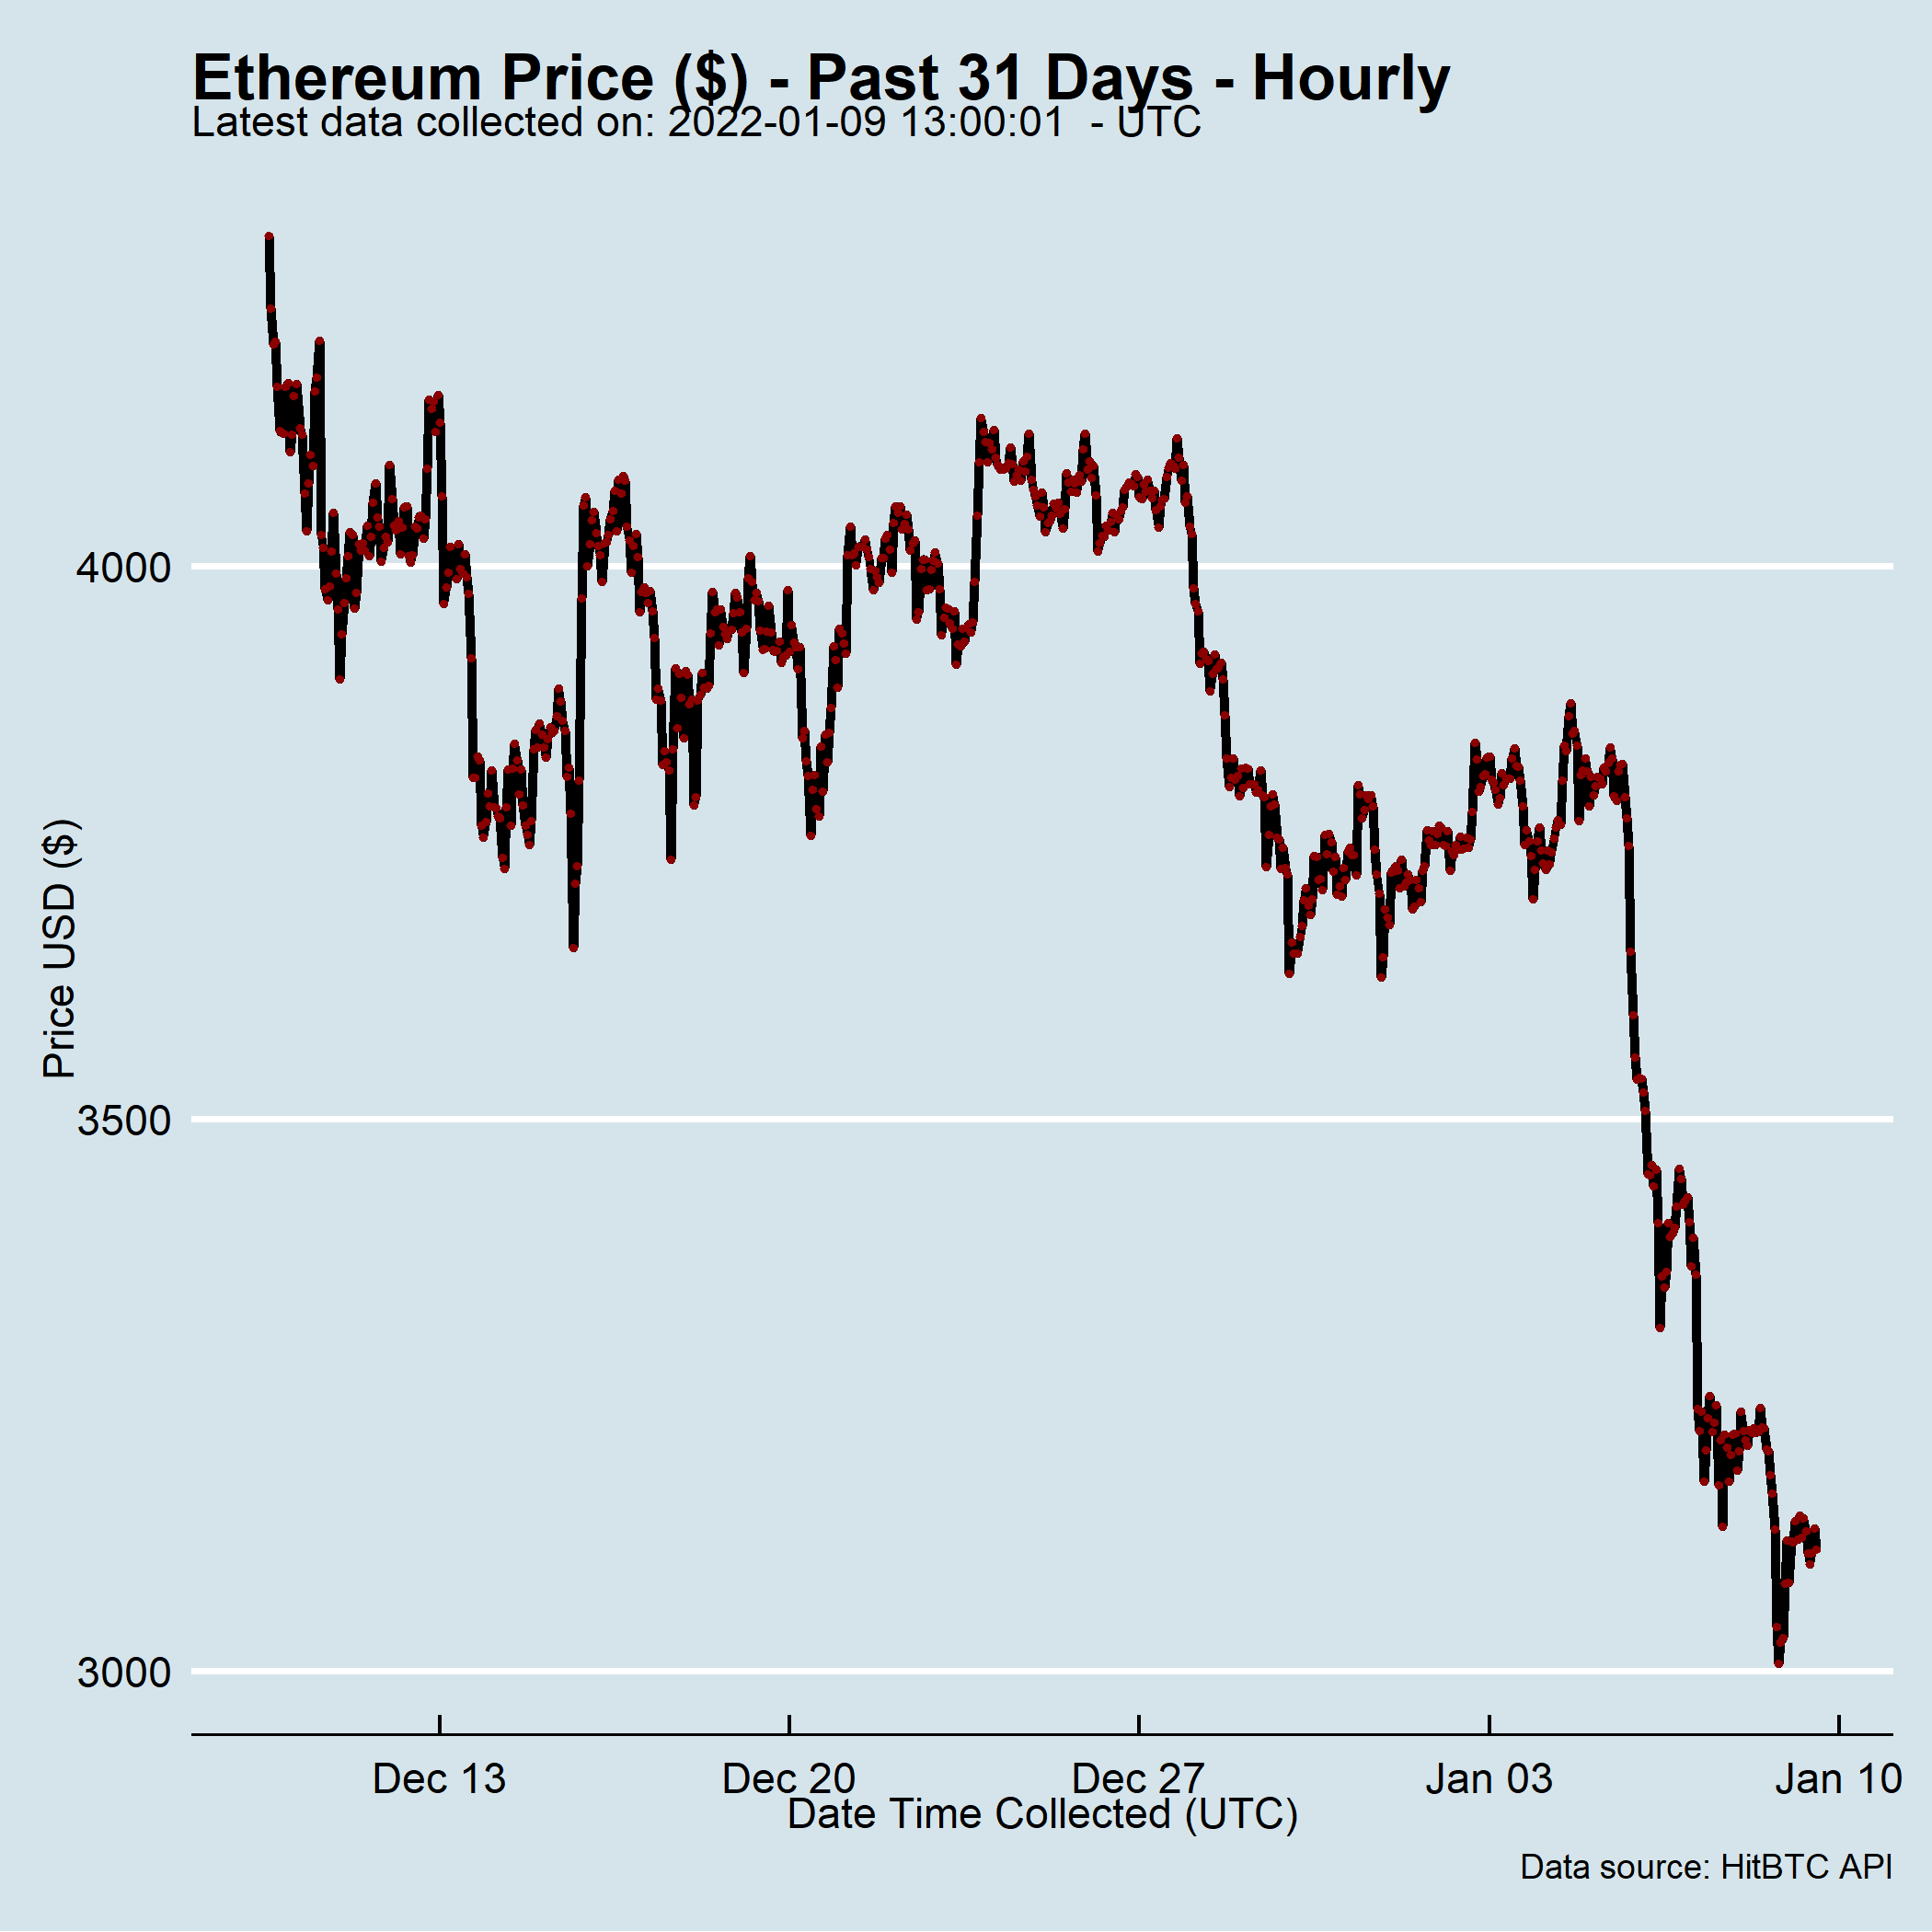 Ethereum Price ($) - Past 31 Days - Hourly
Latest data collected on: 2022-01-09 13:00:01  - UTC
Price USD ($)
4000
3500
3000
Dec 13
Dec 20
Dec 27
Jan 03
Jan 10
Date Time Collected (UTC)
Data source: HitBTC API